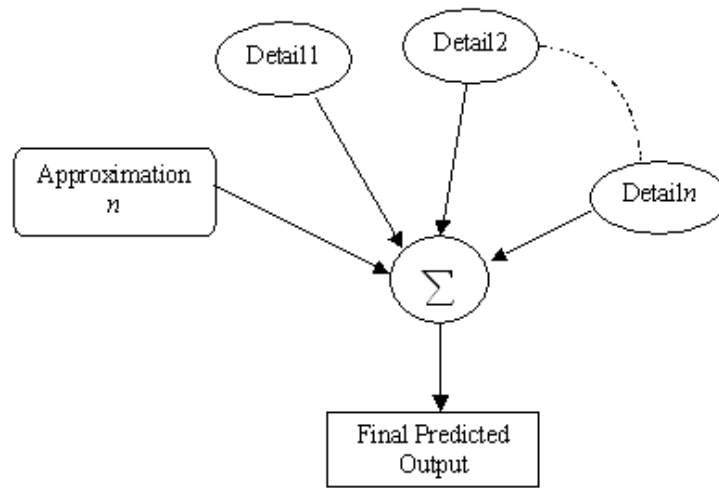 Detail1
Detail2
Approximation
n
Detailn
∑
Final Predicted
Output